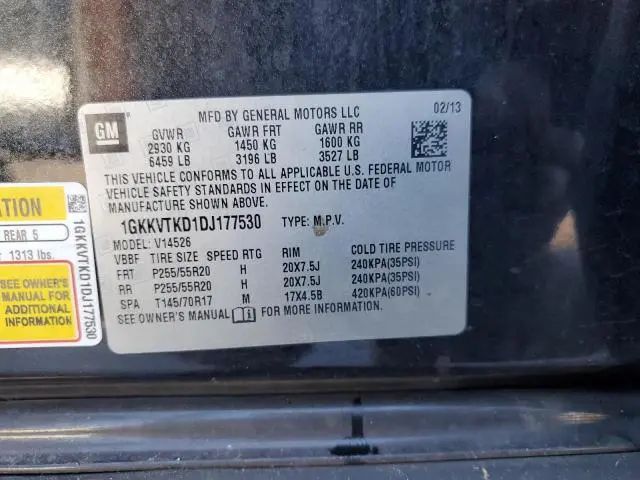 GM
MFD BY GENERAL MOTORS LLC
02/13
GVWR GAWR FRT GAWR RR
2930 KG 1450 KG 1600 KG
6459 LB 3196 LB 3527 LB
THIS VEHICLE CONFORMS TO ALL APPLICABLE U.S. FEDERAL MOTOR
VEHICLE SAFETY STANDARDS IN EFFECT ON THE DATE OF
MANUFACTURE SHOWN ABOVE.
1GKKVTKD1DJ177530 TYPE: M.P.V.
MODEL: V14526
VBBF TIRE SIZE SPEED RTG RIM COLD TIRE PRESSURE
FRT P255/55R20 H 20X7.5J 240KPA(35PSI)
RR P255/55R20 H 20X7.5J 240KPA(35PSI)
SPA T145/70R17 M 17X4.5B 420KPA(60PSI)
SEE OWNER'S MANUAL FOR MORE INFORMATION
REAR 5
1313 lbs.
SEE OWNER'S
MANUAL FOR
ADDITIONAL
INFORMATION
1GKKVTKD1DJ177530